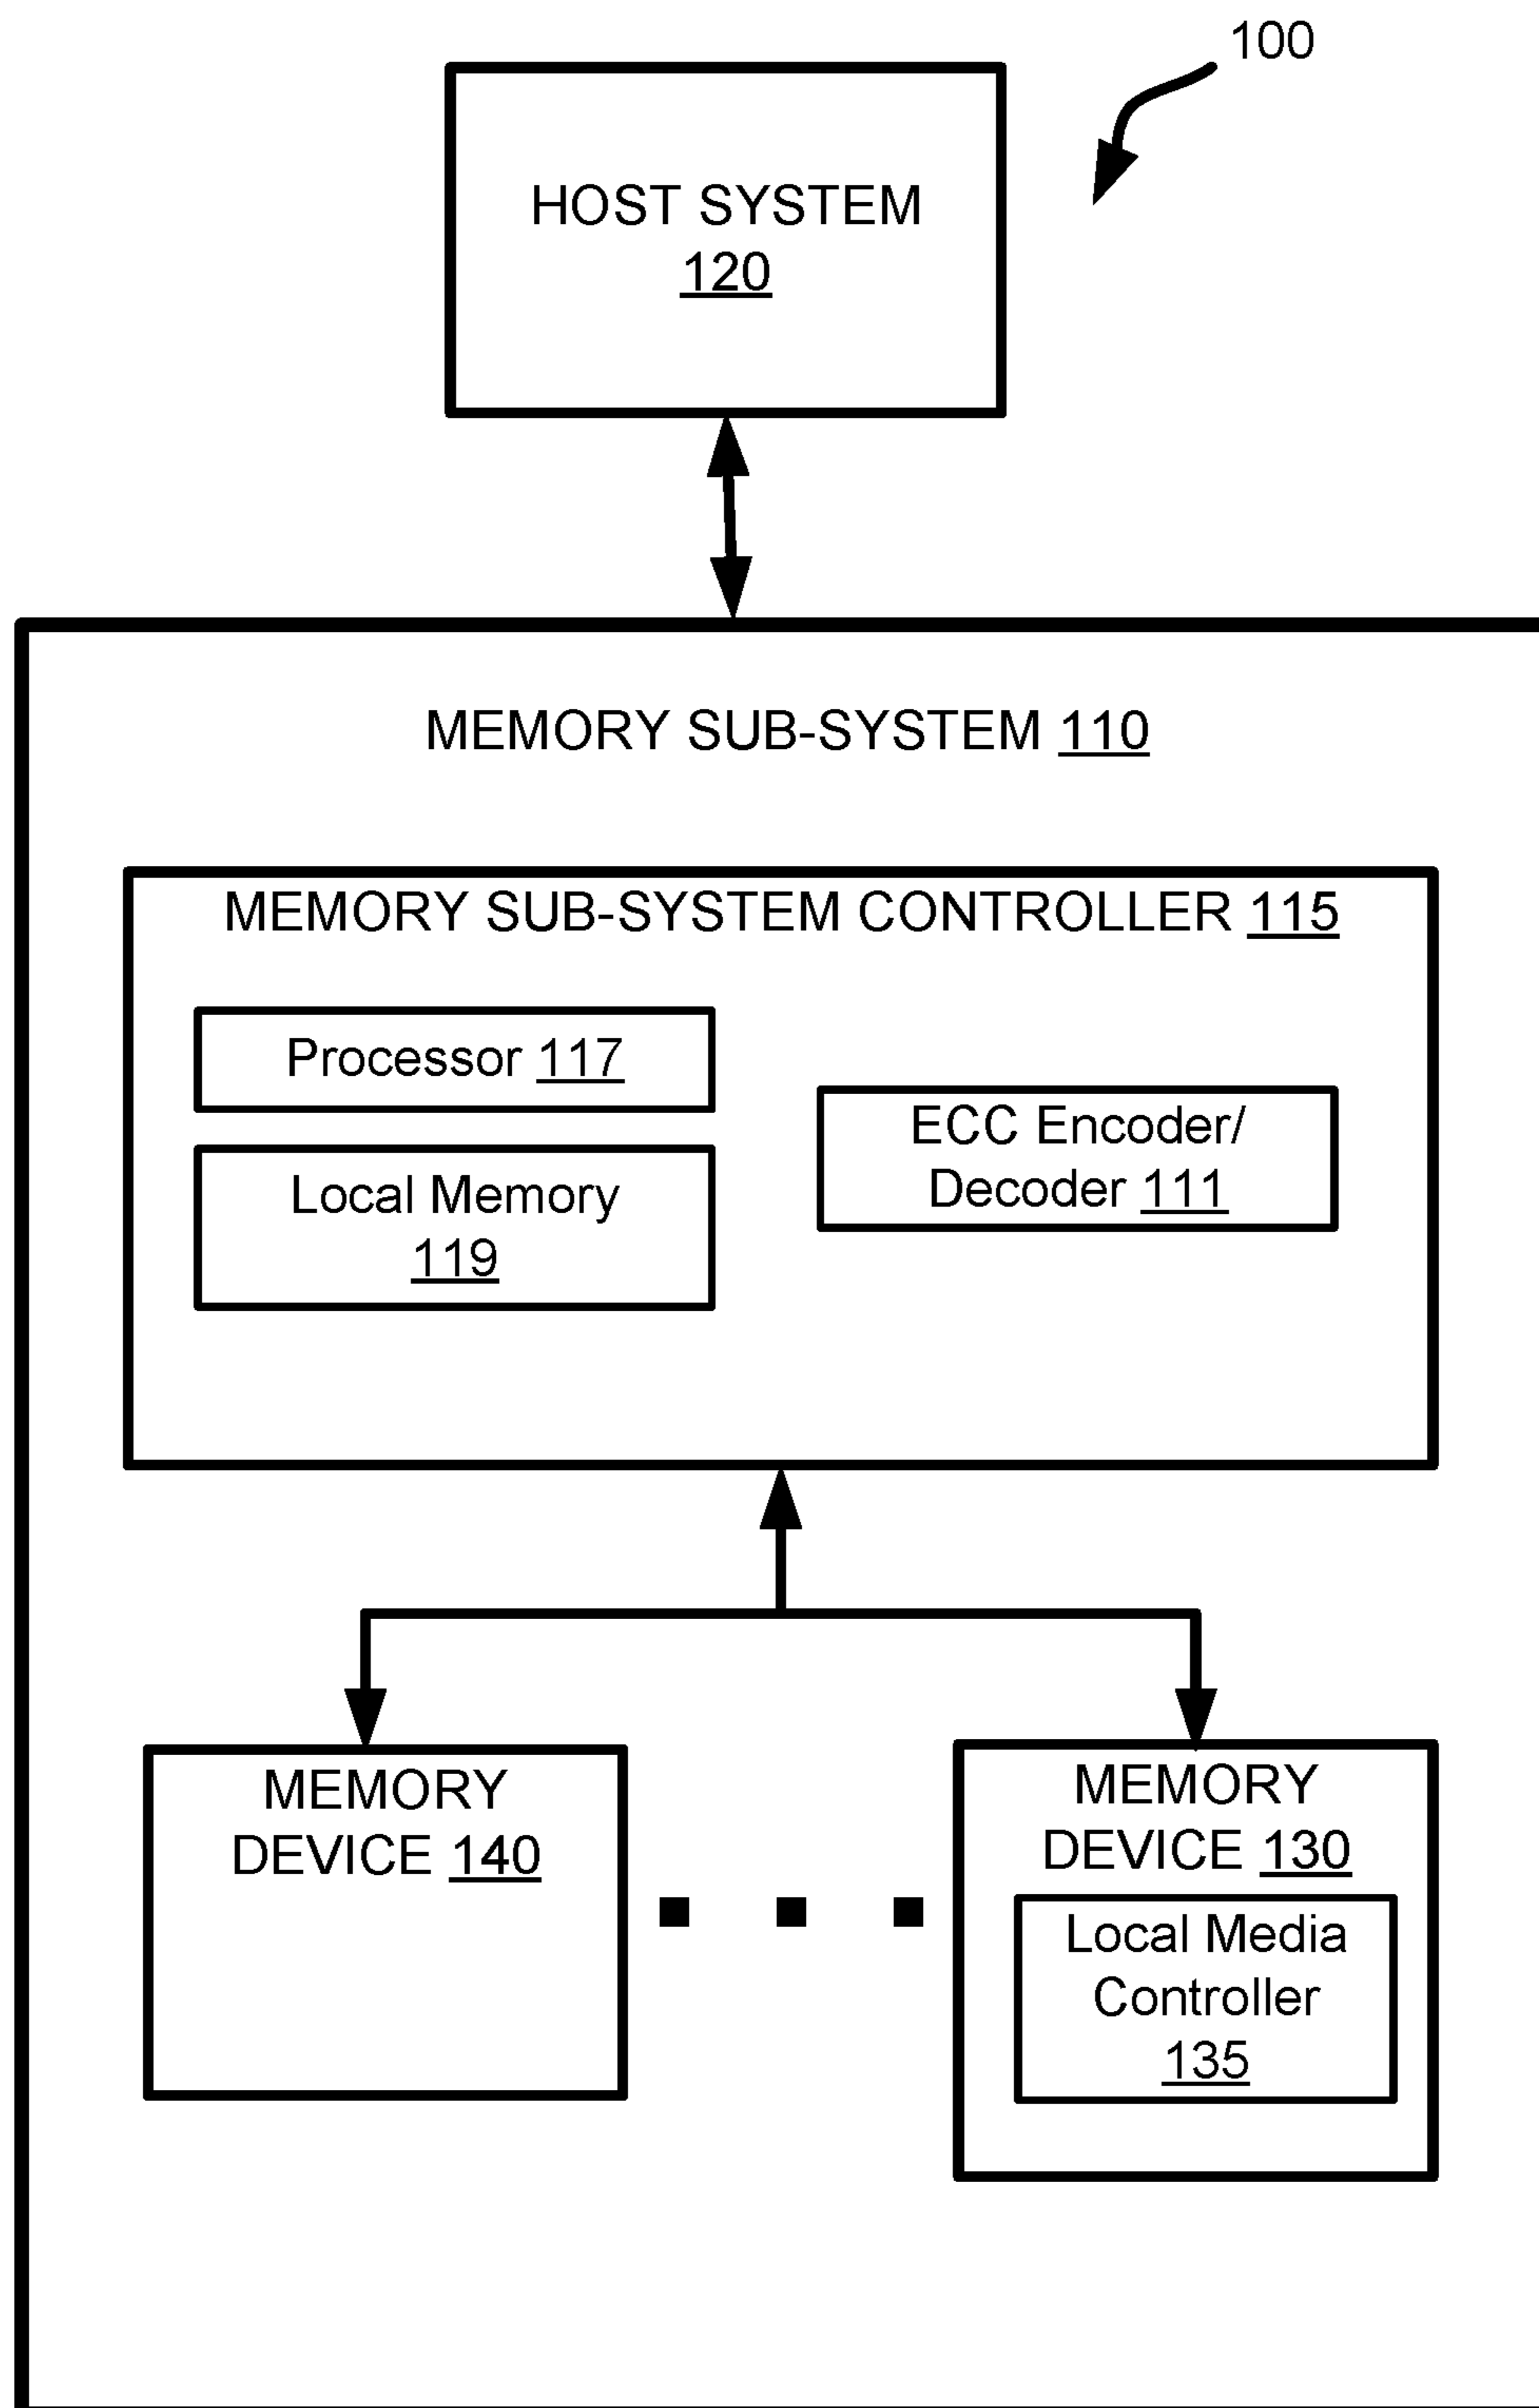 100
HOST SYSTEM
120
MEMORY SUB-SYSTEM 110
MEMORY SUB-SYSTEM CONTROLLER 115
Processor 117
Local Memory
119
ECC Encoder/
Decoder 111
MEMORY
DEVICE 140
MEMORY
DEVICE 130
Local Media
Controller
135